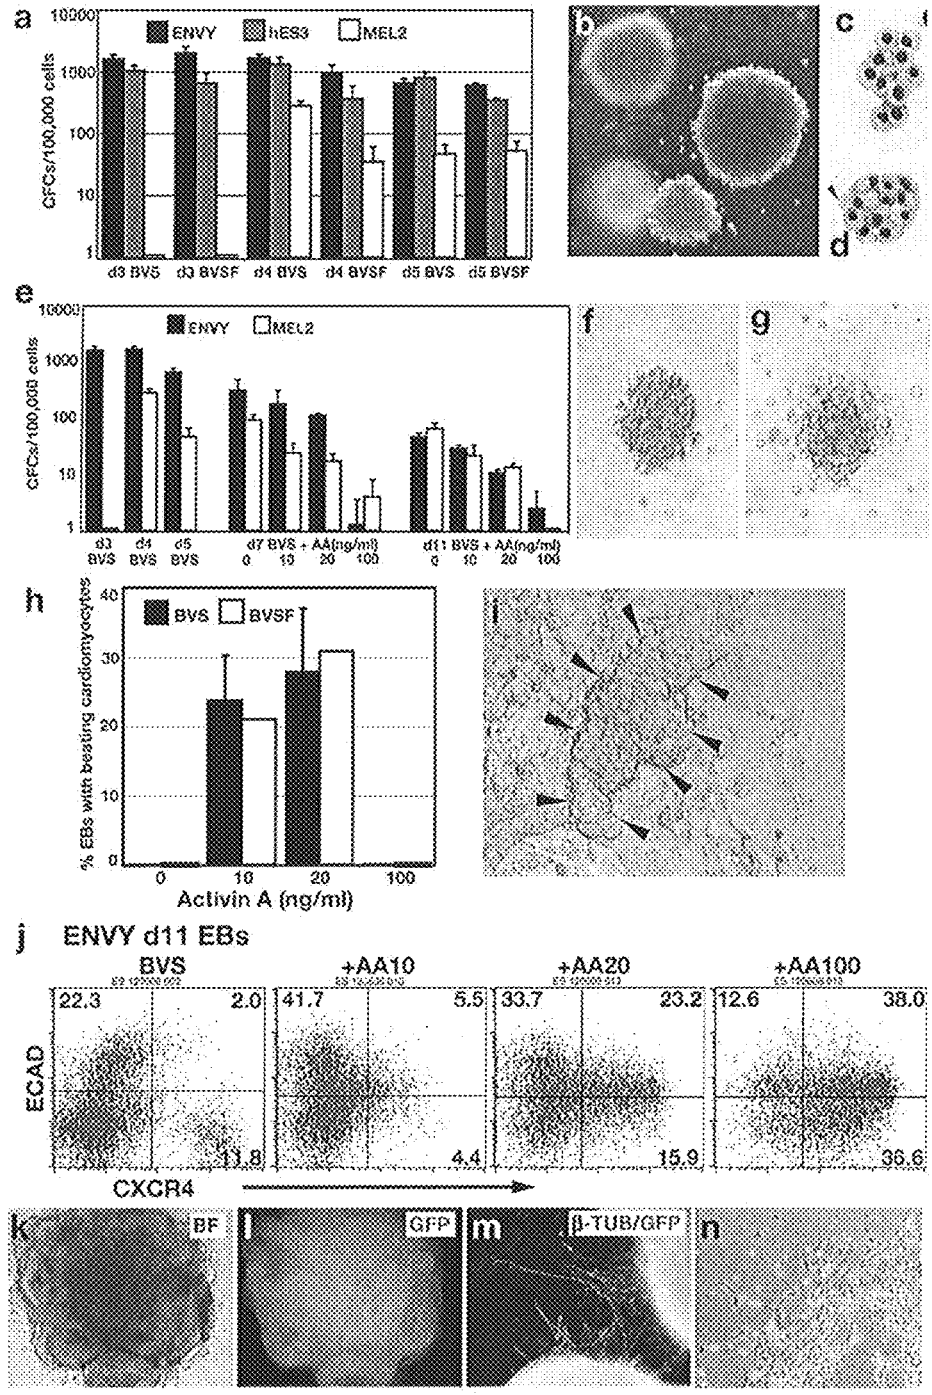 a
10000
1000
100
10
1
CFCs/100,000 cells
ENVY hES3 MEL2
d3 BVS d3 BVSF d4 BVS d4 BVSF d5 BVS d5 BVSF
b
c
d
e
10000
1000
100
10
1
CFCs/100,000 cells
ENVY MEL2
d3 BVS
d4 BVS
d5 BVS
d7 BVS + AA(ng/ml)
0 10 20 100
d11 BVS + AA(ng/ml)
0 10 20 100
f
g
h
40
30
20
10
0
% EBs with beating cardiomyocytes
BVS BVSF
0 10 20 100
Activin A (ng/ml)
i
j ENVY d11 EBs
BVS +AA10 +AA20 +AA100
22.3 2.0 41.7 5.5 33.7 23.2 12.6 38.0
ECAD
4.4 15.9 36.6
CXCR4
k BF l GFP m β-TUB/GFP n